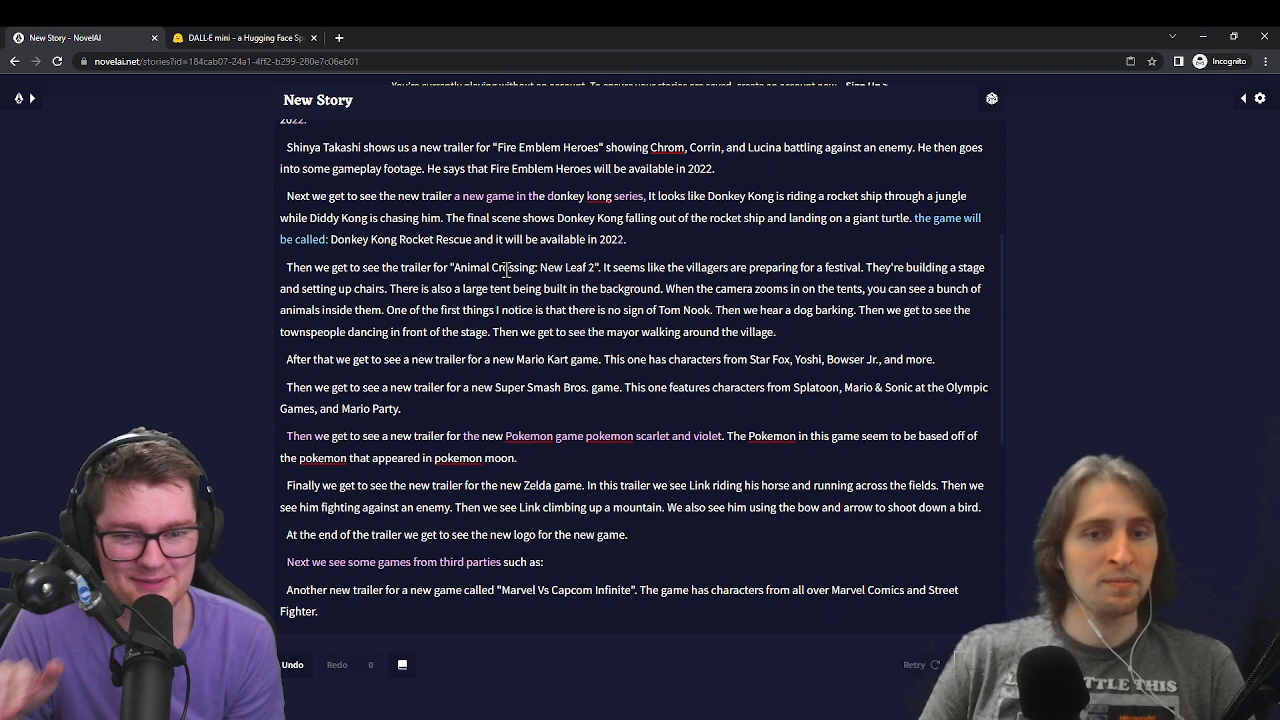 New Story - NovelAI
DALL·E mini - a Hugging Face Sp
novelai.net/stories?id=184cab07-24a1-4ff2-b299-280e7c06eb01
Incognito
You're currently playing without an account. To ensure your stories are saved, create an account now. Sign Up >
New Story
2022.
Shinya Takashi shows us a new trailer for "Fire Emblem Heroes" showing Chrom, Corrin, and Lucina battling against an enemy. He then goes
into some gameplay footage. He says that Fire Emblem Heroes will be available in 2022.
Next we get to see the new trailer a new game in the donkey kong series, It looks like Donkey Kong is riding a rocket ship through a jungle
while Diddy Kong is chasing him. The final scene shows Donkey Kong falling out of the rocket ship and landing on a giant turtle. the game will
be called: Donkey Kong Rocket Rescue and it will be available in 2022.
Then we get to see the trailer for "Animal Crossing: New Leaf 2". It seems like the villagers are preparing for a festival. They're building a stage
and setting up chairs. There is also a large tent being built in the background. When the camera zooms in on the tents, you can see a bunch of
animals inside them. One of the first things I notice is that there is no sign of Tom Nook. Then we hear a dog barking. Then we get to see the
townspeople dancing in front of the stage. Then we get to see the mayor walking around the village.
After that we get to see a new trailer for a new Mario Kart game. This one has characters from Star Fox, Yoshi, Bowser Jr., and more.
Then we get to see a new trailer for a new Super Smash Bros. game. This one features characters from Splatoon, Mario & Sonic at the Olympic
Games, and Mario Party.
Then we get to see a new trailer for the new Pokemon game pokemon scarlet and violet. The Pokemon in this game seem to be based off of
the pokemon that appeared in pokemon moon.
Finally we get to see the new trailer for the new Zelda game. In this trailer we see Link riding his horse and running across the fields. Then we
see him fighting against an enemy. Then we see Link climbing up a mountain. We also see him using the bow and arrow to shoot down a bird.
At the end of the trailer we get to see the new logo for the new game.
Next we see some games from third parties such as:
Another new trailer for a new game called "Marvel Vs Capcom Infinite". The game has characters from all over Marvel Comics and Street
Fighter.
Undo
Redo
0
Retry
TLE THIS